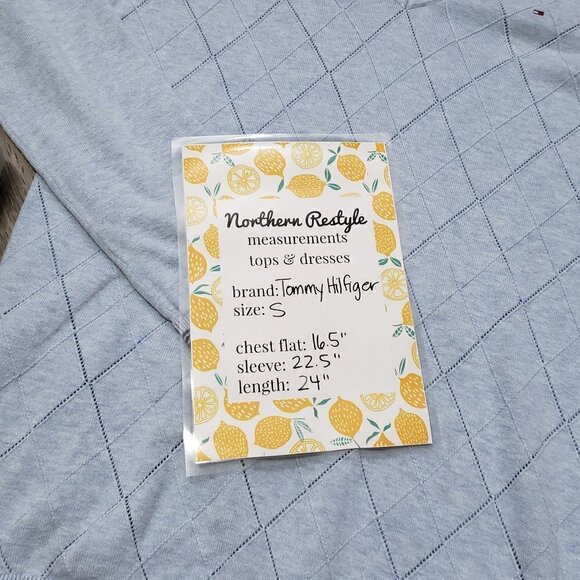 Northern Restyle
measurements
tops & dresses
brand: Tommy Hilfiger
size: S
chest flat: 16.5"
sleeve: 22.5"
length: 24"